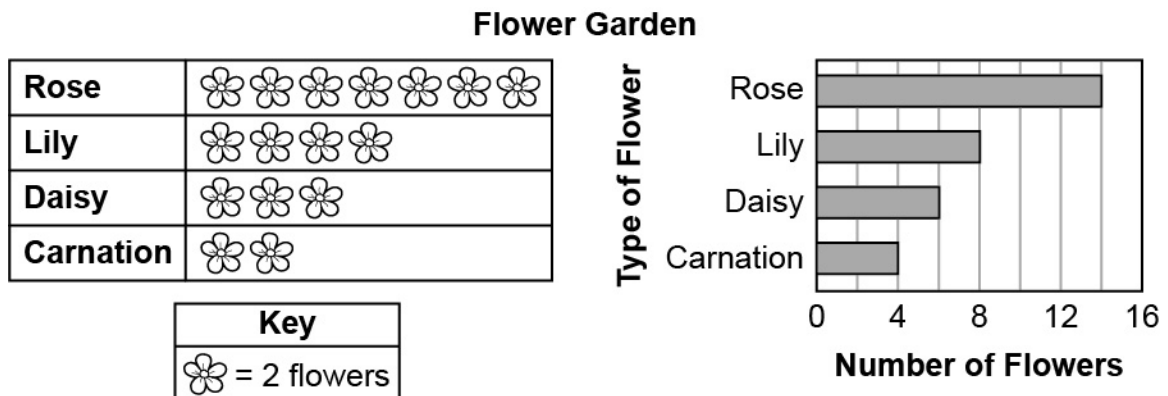 Flower Garden
Rose
Lily
Daisy
Carnation
Key
= 2 flowers
Type of Flower
Rose
Lily
Daisy
Carnation
0 4 8 12 16
Number of Flowers